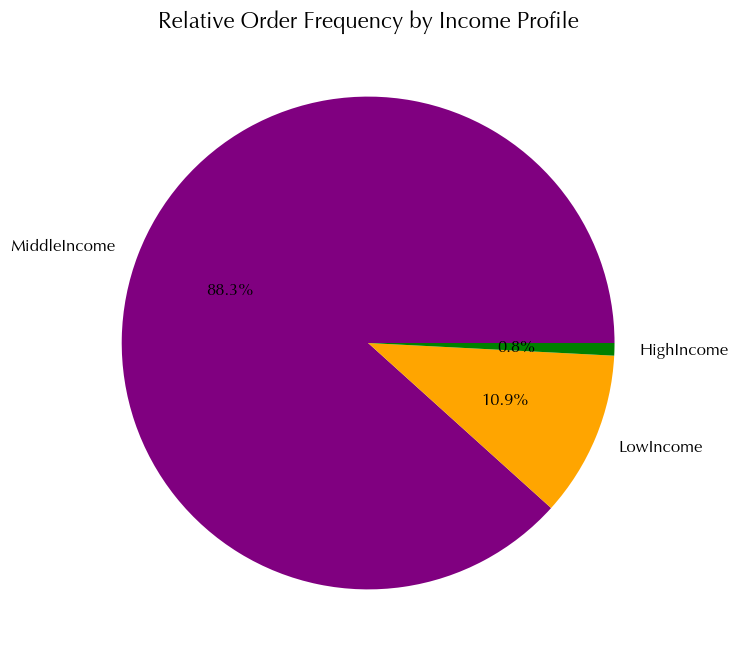 Relative Order Frequency by Income Profile
MiddleIncome
88.3%
0.8%
HighIncome
10.9%
LowIncome